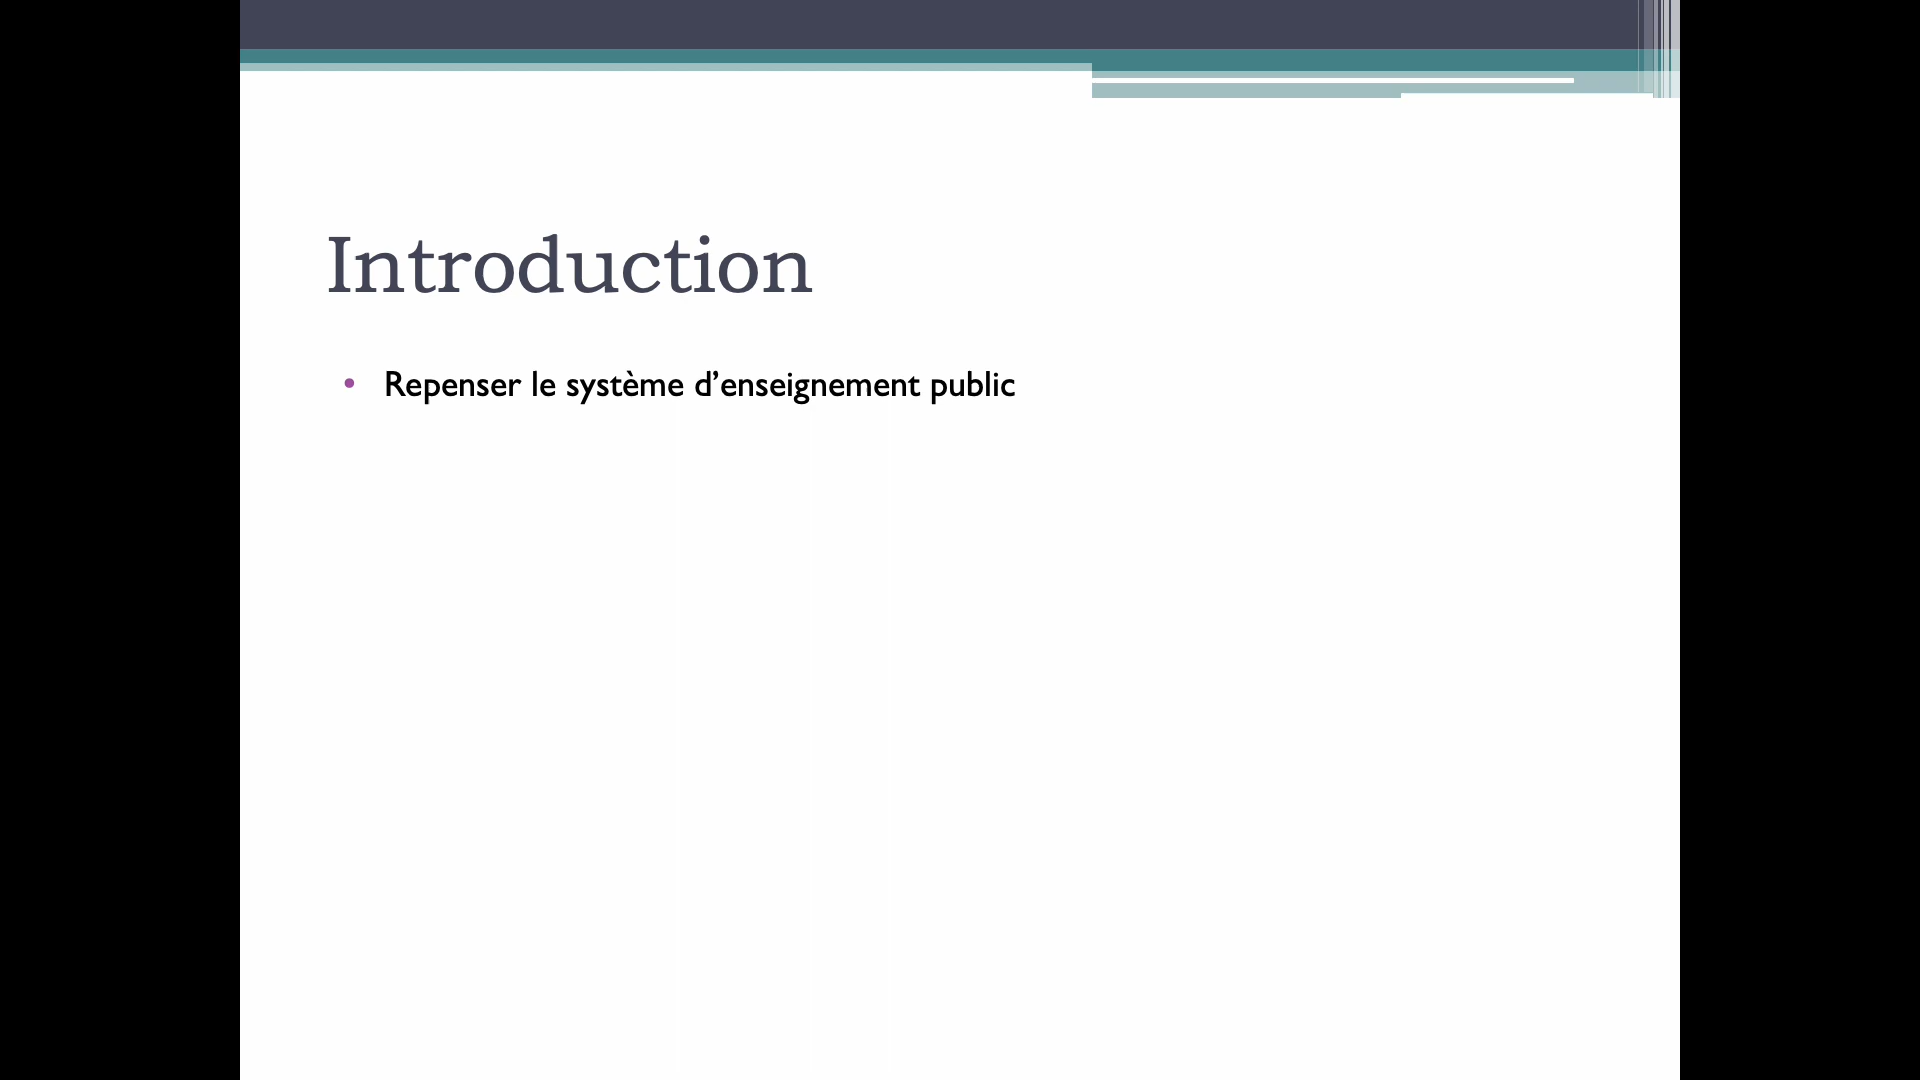 Introduction
• Repenser le système d’enseignement public